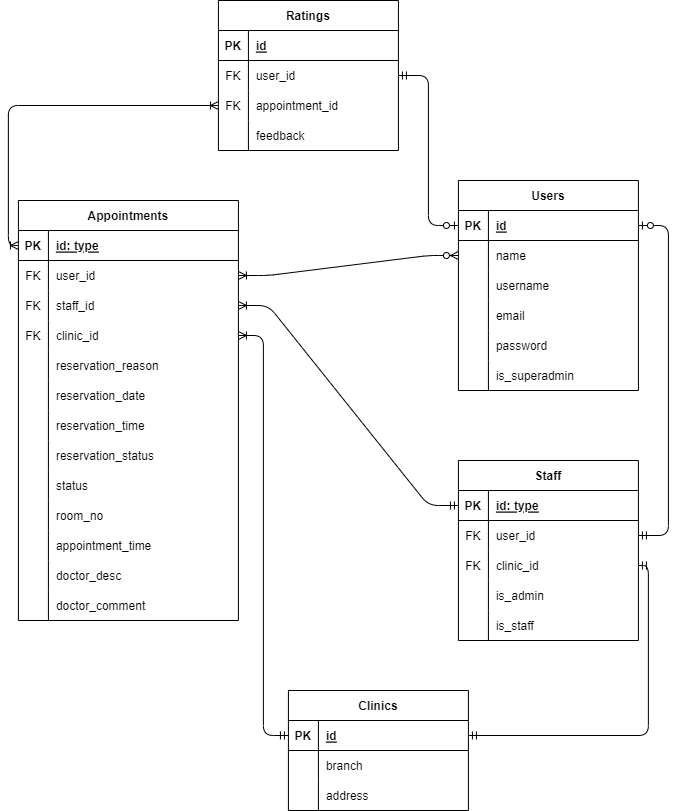 Ratings
PK id
FK user_id
FK appointment_id
feedback
Users
PK id
name
username
email
password
is_superadmin
Appointments
PK id: type
FK user_id
FK staff_id
FK clinic_id
reservation_reason
reservation_date
reservation_time
reservation_status
status
room_no
appointment_time
doctor_desc
doctor_comment
Staff
PK id: type
FK user_id
FK clinic_id
is_admin
is_staff
Clinics
PK id
branch
address